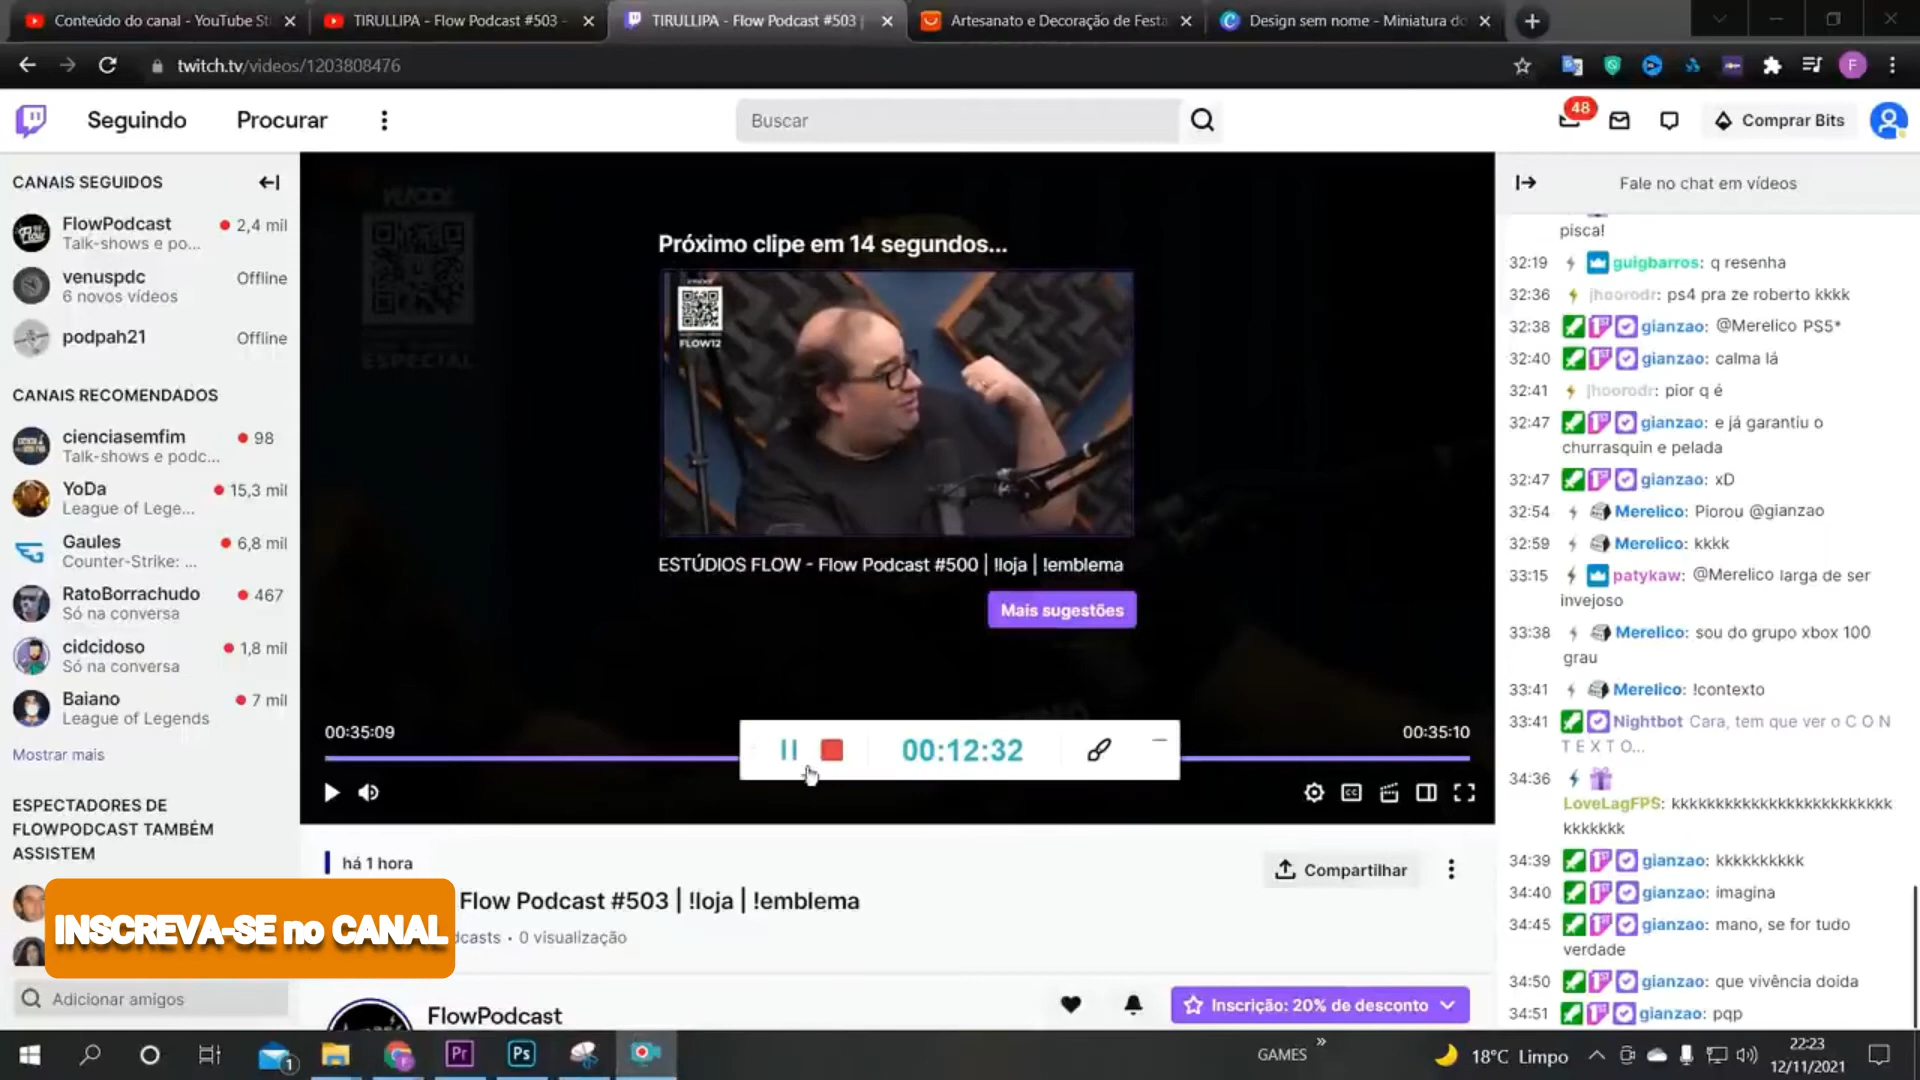 Conteúdo do canal - YouTube St
TIRULLIPA - Flow Podcast #503 -
TIRULLIPA - Flow Podcast #503 |
Artesanato e Decoração de Festa
Design sem nome - Miniatura do
twitch.tv/videos/1203808476
F
Seguindo
Procurar
Buscar
48
Comprar Bits
CANAIS SEGUIDOS
FlowPodcast
2,4 mil
Talk-shows e po...
venuspdc
Offline
6 novos vídeos
podpah21
Offline
CANAIS RECOMENDADOS
cienciasemfim
98
Talk-shows e podc...
YoDa
15,3 mil
League of Lege...
Gaules
6,8 mil
Counter-Strike: ...
RatoBorrachudo
467
Só na conversa
cidcidoso
1,8 mil
Só na conversa
Baiano
7 mil
League of Legends
Mostrar mais
ESPECTADORES DE
FLOWPODCAST TAMBÉM
ASSISTEM
INSCREVA-SE no CANAL
Adicionar amigos
ESPECIAL
Próximo clipe em 14 segundos...
FLOW12
ESTÚDIOS FLOW - Flow Podcast #500 | !loja | !emblema
Mais sugestões
00:35:09
00:12:32
00:35:10
CC
há 1 hora
Compartilhar
Flow Podcast #503 | !loja | !emblema
dcasts • 0 visualização
FlowPodcast
Inscrição: 20% de desconto
Fale no chat em vídeos
pisca!
32:19 guigbarros: q resenha
32:36 jhoorodr: ps4 pra ze roberto kkkk
32:38 gianzao: @Merelico PS5*
32:40 gianzao: calma lá
32:41 jhoorodr: pior q é
32:47 gianzao: e já garantiu o
churrasquin e pelada
32:47 gianzao: xD
32:54 Merelico: Piorou @gianzao
32:59 Merelico: kkkk
33:15 patykaw: @Merelico larga de ser
invejoso
33:38 Merelico: sou do grupo xbox 100
grau
33:41 Merelico: !contexto
33:41 Nightbot Cara, tem que ver o C O N
T E X T O...
34:36
LoveLagFPS: kkkkkkkkkkkkkkkkkkkkkkkkk
kkkkkkk
34:39 gianzao: kkkkkkkkkk
34:40 gianzao: imagina
34:45 gianzao: mano, se for tudo
verdade
34:50 gianzao: que vivência doida
34:51 gianzao: pqp
1
Pr
Ps
GAMES
18°C Limpo
22:23
12/11/2021